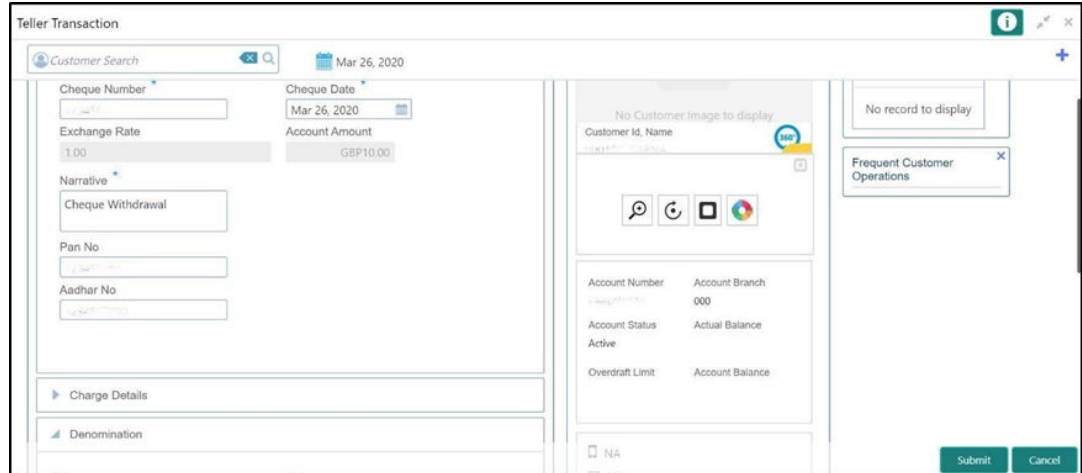 Teller Transaction
Customer Search
Mar 26, 2020
Cheque Number *
Cheque Date *
Mar 26, 2020
Exchange Rate
Account Amount
1.00
GBP10.00
Narrative *
Cheque Withdrawal
Pan No
Aadhar No
Charge Details
Denomination
No Customer Image to display
Customer Id, Name
360°
Account Number
Account Branch
000
Account Status
Actual Balance
Active
Overdraft Limit
Account Balance
NA
No record to display
Frequent Customer
Operations
Submit
Cancel